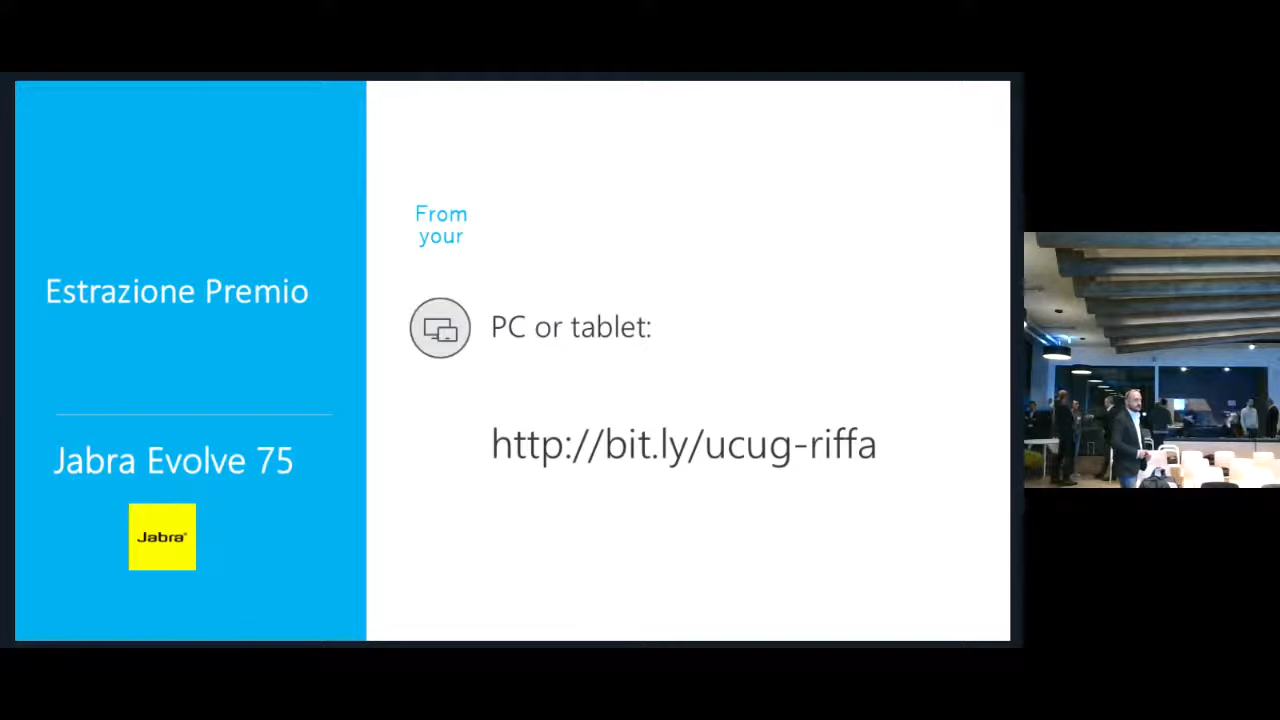 Estrazione Premio
Jabra Evolve 75
Jabra®
From
your
PC or tablet:
http://bit.ly/ucug-riffa